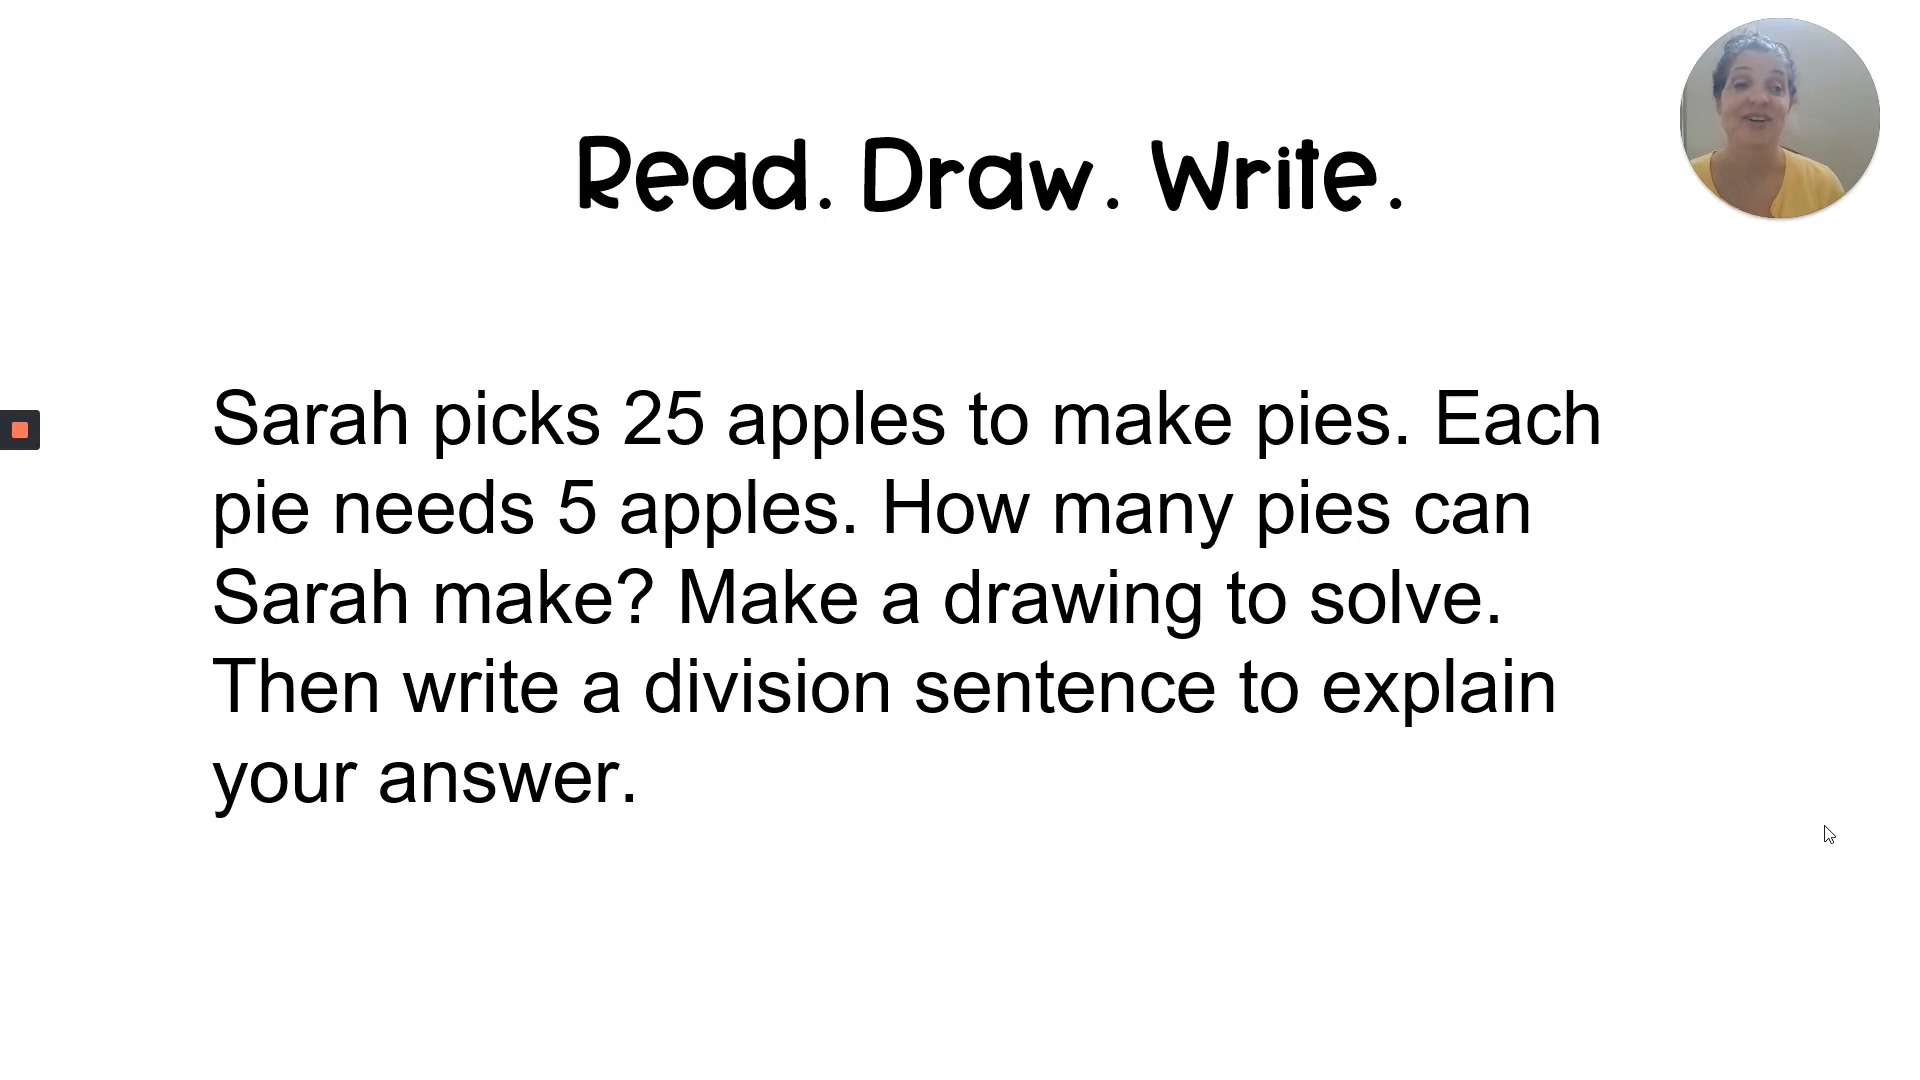 Read. Draw. Write.
Sarah picks 25 apples to make pies. Each
pie needs 5 apples. How many pies can
Sarah make? Make a drawing to solve.
Then write a division sentence to explain
your answer.